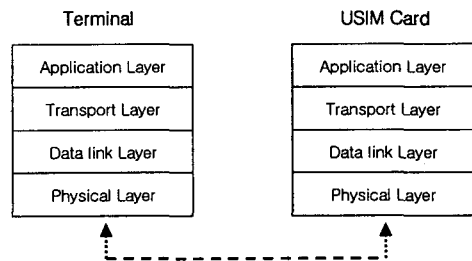 Terminal
USIM Card
Application Layer
Application Layer
Transport Layer
Transport Layer
Data link Layer
Data link Layer
Physical Layer
Physical Layer